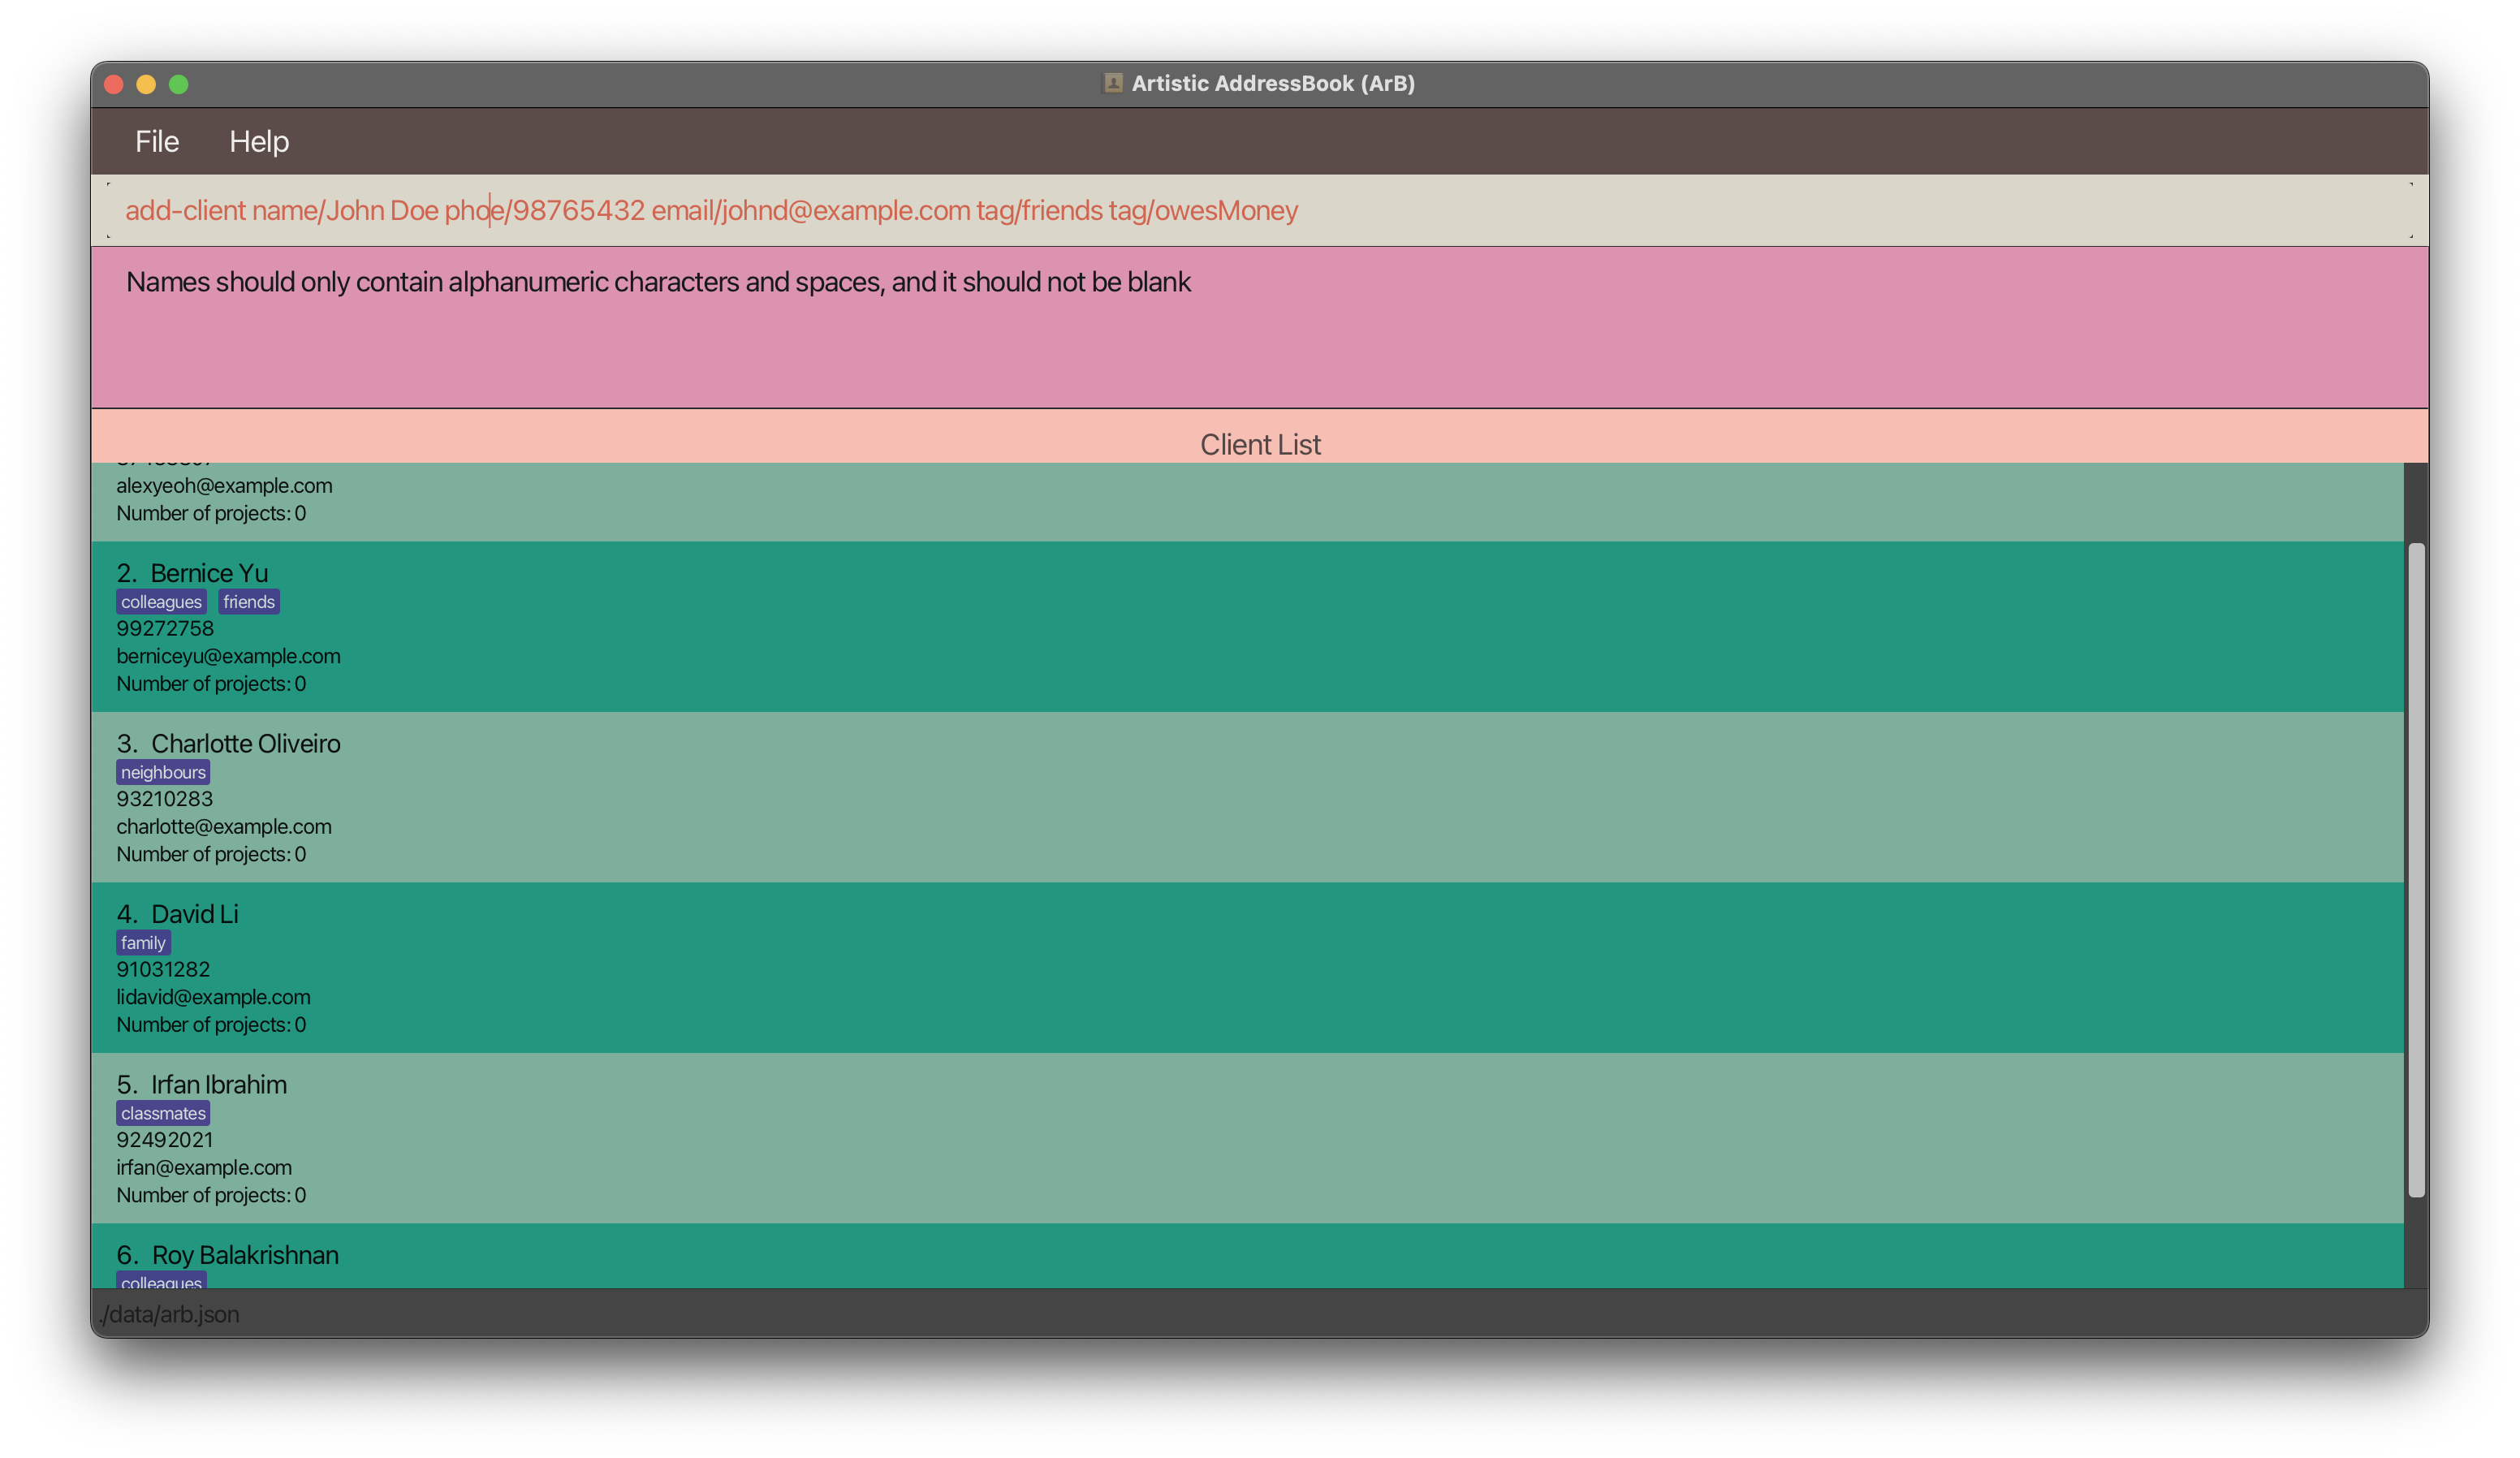 Artistic AddressBook (ArB)
File Help
add-client name/John Doe phoe/98765432 email/johnd@example.com tag/friends tag/owesMoney
Names should only contain alphanumeric characters and spaces, and it should not be blank
Client List
alexyeoh@example.com
Number of projects: 0
2. Bernice Yu
colleagues friends
99272758
berniceyu@example.com
Number of projects: 0
3. Charlotte Oliveiro
neighbours
93210283
charlotte@example.com
Number of projects: 0
4. David Li
family
91031282
lidavid@example.com
Number of projects: 0
5. Irfan Ibrahim
classmates
92492021
irfan@example.com
Number of projects: 0
6. Roy Balakrishnan
colleagues
./data/arb.json